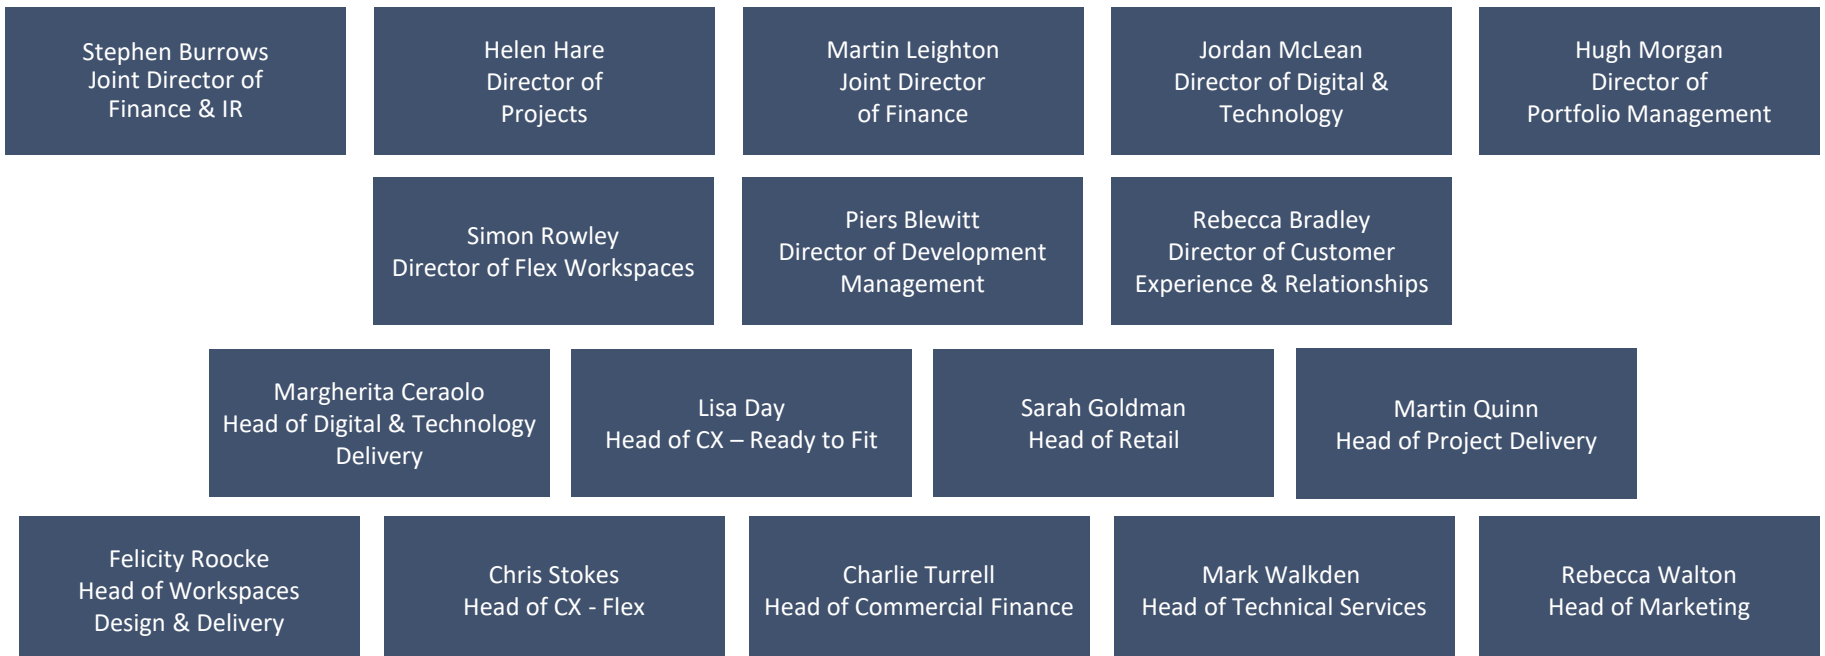 Stephen Burrows
Joint Director of
Finance & IR
Helen Hare
Director of
Projects
Martin Leighton
Joint Director
of Finance
Jordan McLean
Director of Digital &
Technology
Hugh Morgan
Director of
Portfolio Management
Simon Rowley
Director of Flex Workspaces
Piers Blewitt
Director of Development
Management
Rebecca Bradley
Director of Customer
Experience & Relationships
Margherita Ceraolo
Head of Digital & Technology
Delivery
Lisa Day
Head of CX – Ready to Fit
Sarah Goldman
Head of Retail
Martin Quinn
Head of Project Delivery
Felicity Roocke
Head of Workspaces
Design & Delivery
Chris Stokes
Head of CX - Flex
Charlie Turrell
Head of Commercial Finance
Mark Walkden
Head of Technical Services
Rebecca Walton
Head of Marketing